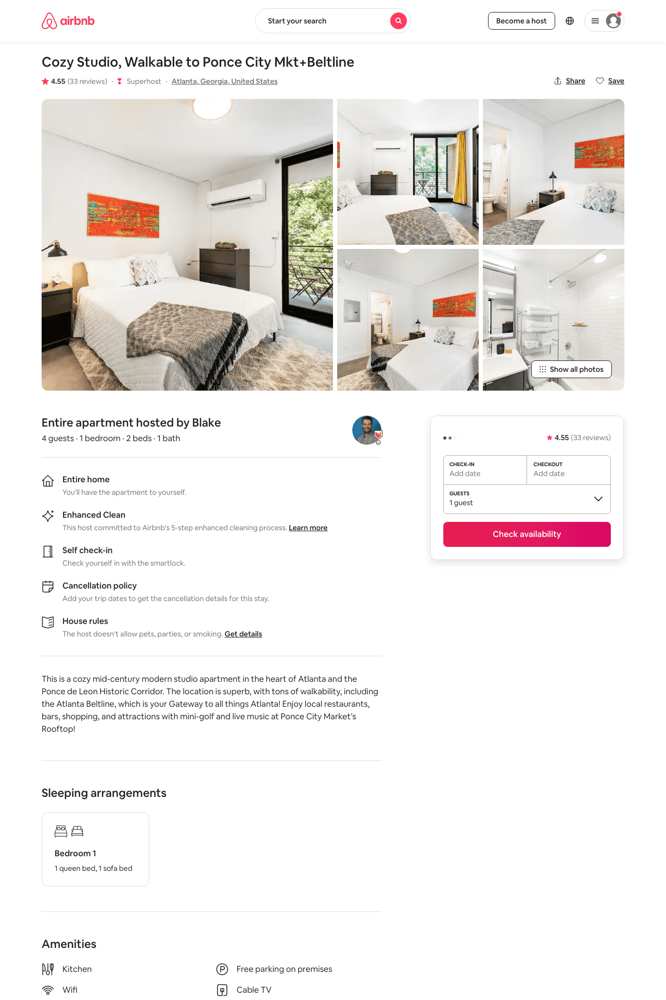 airbnb
Start your search
Become a host
Cozy Studio, Walkable to Ponce City Mkt+Beltline
4.55 (33 reviews) · Superhost · Atlanta, Georgia, United States
Share
Save
Show all photos
Entire apartment hosted by Blake
4 guests · 1 bedroom · 2 beds · 1 bath
Entire home
You’ll have the apartment to yourself.
Enhanced Clean
This host committed to Airbnb's 5-step enhanced cleaning process. Learn more
Self check-in
Check yourself in with the smartlock.
Cancellation policy
Add your trip dates to get the cancellation details for this stay.
House rules
The host doesn’t allow pets, parties, or smoking. Get details
4.55 (33 reviews)
CHECK-IN
Add date
CHECKOUT
Add date
GUESTS
1 guest
Check availability
This is a cozy mid-century modern studio apartment in the heart of Atlanta and the
Ponce de Leon Historic Corridor. The location is superb, with tons of walkability, including
the Atlanta Beltline, which is your Gateway to all things Atlanta! Enjoy local restaurants,
bars, shopping, and attractions with mini-golf and live music at Ponce City Market’s
Rooftop!
Sleeping arrangements
Bedroom 1
1 queen bed, 1 sofa bed
Amenities
Kitchen
Free parking on premises
Wifi
Cable TV